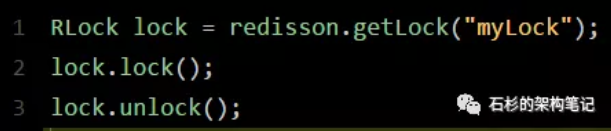 1 RLock lock = redisson.getLock("myLock");
2 lock.lock();
3 lock.unlock();
石杉的架构笔记